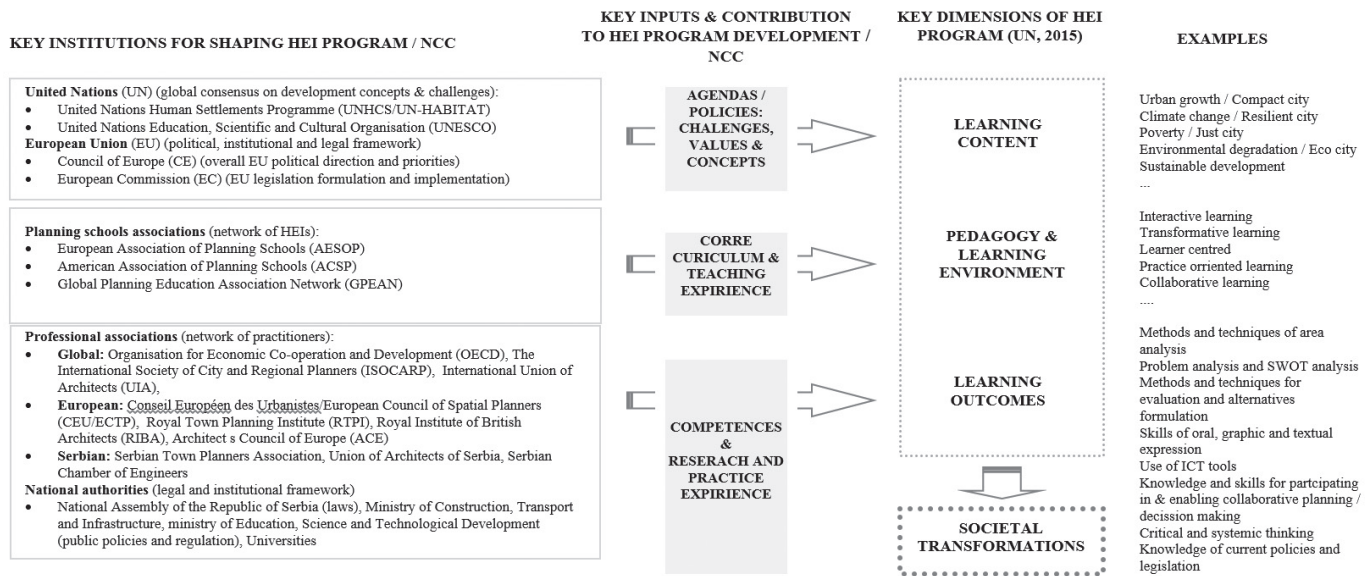 KEY INSTITUTIONS FOR SHAPING HEI PROGRAM / NCC
KEY INPUTS & CONTRIBUTION
TO HEI PROGRAM DEVELOPMENT /
NCC
KEY DIMENSIONS OF HEI
PROGRAM (UN, 2015)
EXAMPLES
United Nations (UN) (global consensus on development concepts & challenges):
• United Nations Human Settlements Programme (UNHCS/UN-HABITAT)
• United Nations Education, Scientific and Cultural Organisation (UNESCO)
European Union (EU) (political, institutional and legal framework)
• Council of Europe (CE) (overall EU political direction and priorities)
• European Commission (EC) (EU legislation formulation and implementation)
AGENDAS /
POLICIES:
CHALENGES,
VALUES &
CONCEPTS
LEARNING
CONTENT
Urban growth / Compact city
Climate change / Resilient city
Poverty / Just city
Environmental degradation / Eco city
Sustainable development
...
Planning schools associations (network of HEIs):
• European Association of Planning Schools (AESOP)
• American Association of Planning Schools (ACSP)
• Global Planning Education Association Network (GPEAN)
CORRE
CURICULUM &
TEACHING
EXPIRIENCE
PEDAGOGY &
LEARNING
ENVIRONMENT
Interactive learning
Transformative learning
Learner centred
Practice orriented learning
Collaborative learning
....
Professional associations (network of practitioners):
• Global: Organisation for Economic Co-operation and Development (OECD), The
International Society of City and Regional Planners (ISOCARP), International Union of
Architects (UIA),
• European: Conseil Européen des Urbanistes/European Council of Spatial Planners
(CEU/ECTP), Royal Town Planning Institute (RTPI), Royal Institute of British
Architects (RIBA), Architect s Council of Europe (ACE)
• Serbian: Serbian Town Planners Association, Union of Architects of Serbia, Serbian
Chamber of Engineers
National authorities (legal and institutional framework)
• National Assembly of the Republic of Serbia (laws), Ministry of Construction, Transport
and Infrastructure, ministry of Education, Science and Technological Development
(public policies and regulation), Universities
COMPETENCES
&
RESERACH AND
PRACTICE
EXPIRIENCE
LEARNING
OUTCOMES
SOCIETAL
TRANSFORMATIONS
Methods and techniques of area
analysis
Problem analysis and SWOT analysis
Methods and techniques for
evaluation and alternatives
formulation
Skills of oral, graphic and textual
expression
Use of ICT tools
Knowledge and skills for partcipating
in & enabling collaborative planning /
decission making
Critical and systemic thinking
Knowledge of current policies and
legislation